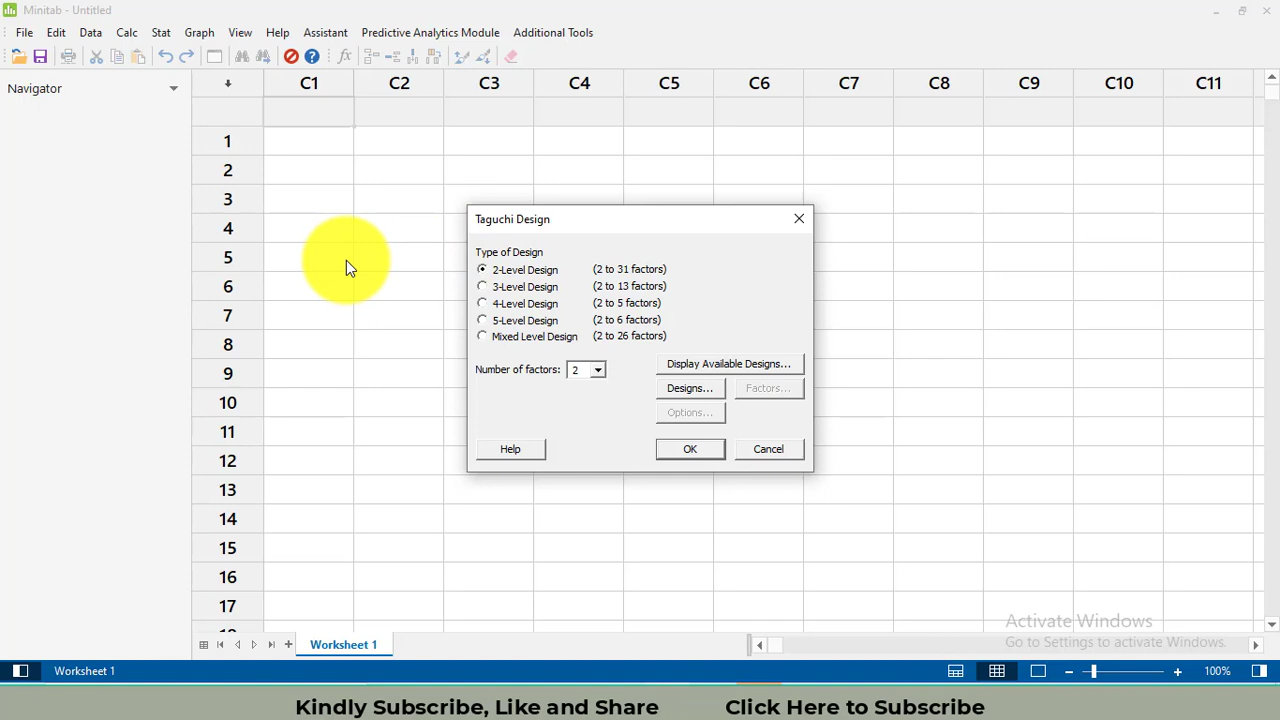 Minitab - Untitled
File Edit Data Calc Stat Graph View Help Assistant Predictive Analytics Module Additional Tools
Navigator
C1 C2 C3 C4 C5 C6 C7 C8 C9 C10 C11
1
2
3
4
5
6
7
8
9
10
11
12
13
14
15
16
17
Taguchi Design
Type of Design
2-Level Design (2 to 31 factors)
3-Level Design (2 to 13 factors)
4-Level Design (2 to 5 factors)
5-Level Design (2 to 6 factors)
Mixed Level Design (2 to 26 factors)
Number of factors: 2
Display Available Designs...
Designs... Factors...
Options...
Help OK Cancel
Activate Windows
Go to Settings to activate Windows.
Worksheet 1
Worksheet 1 100%
Kindly Subscribe, Like and Share Click Here to Subscribe